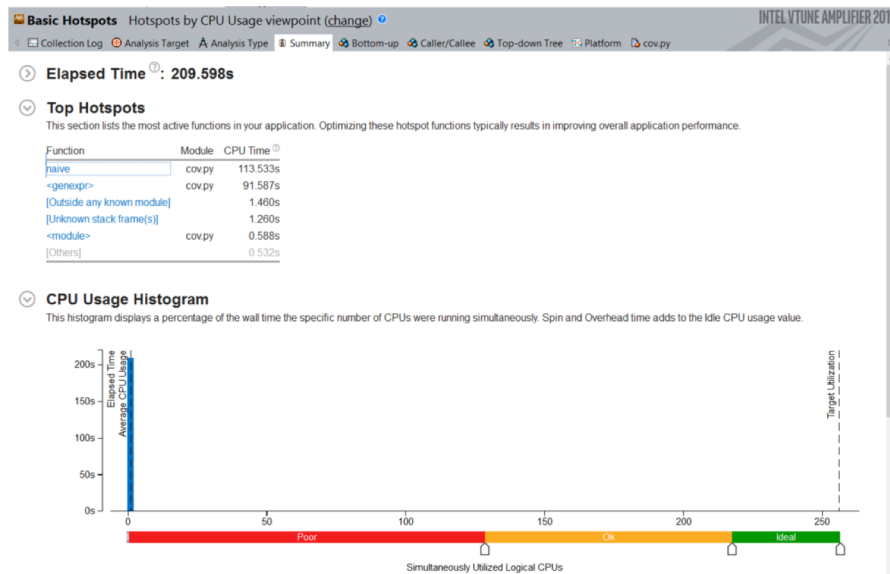 Basic Hotspots Hotspots by CPU Usage viewpoint (change) ?
INTEL VTUNE AMPLIFIER 201
Collection Log Analysis Target Analysis Type Summary Bottom-up Caller/Callee Top-down Tree Platform cov.py
Elapsed Time ?: 209.598s
Top Hotspots
This section lists the most active functions in your application. Optimizing these hotspot functions typically results in improving overall application performance.
Function Module CPU Time ?
naive cov.py 113.533s
<genexpr> cov.py 91.587s
[Outside any known module] 1.460s
[Unknown stack frame(s)] 1.260s
<module> cov.py 0.588s
[Others] 0.532s
CPU Usage Histogram
This histogram displays a percentage of the wall time the specific number of CPUs were running simultaneously. Spin and Overhead time adds to the Idle CPU usage value.
Elapsed Time
Average CPU Usage
Target Utilization
200s
150s
100s
50s
0s
0 50 100 150 200 250
Poor Ok Ideal
Simultaneously Utilized Logical CPUs